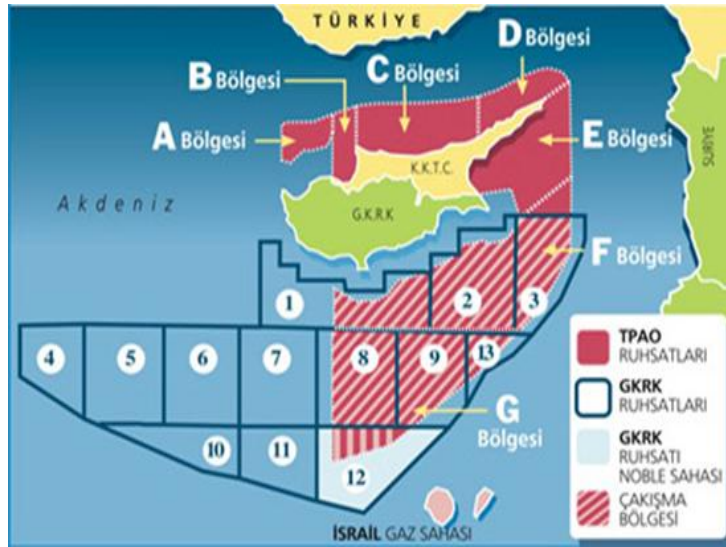 TÜRKİYE
D Bölgesi
C Bölgesi
B Bölgesi
A Bölgesi
E Bölgesi
SURİYE
K.K.T.C.
Akdeniz
G.K.R.K
F Bölgesi
1
2
3
4
5
6
7
8
9
13
G Bölgesi
10
11
12
İSRAİL GAZ SAHASI
TPAO
RUHSATLARI
GKRK
RUHSATLARI
GKRK
RUHSATI
NOBLE SAHASI
ÇAKIŞMA
BÖLGESİ